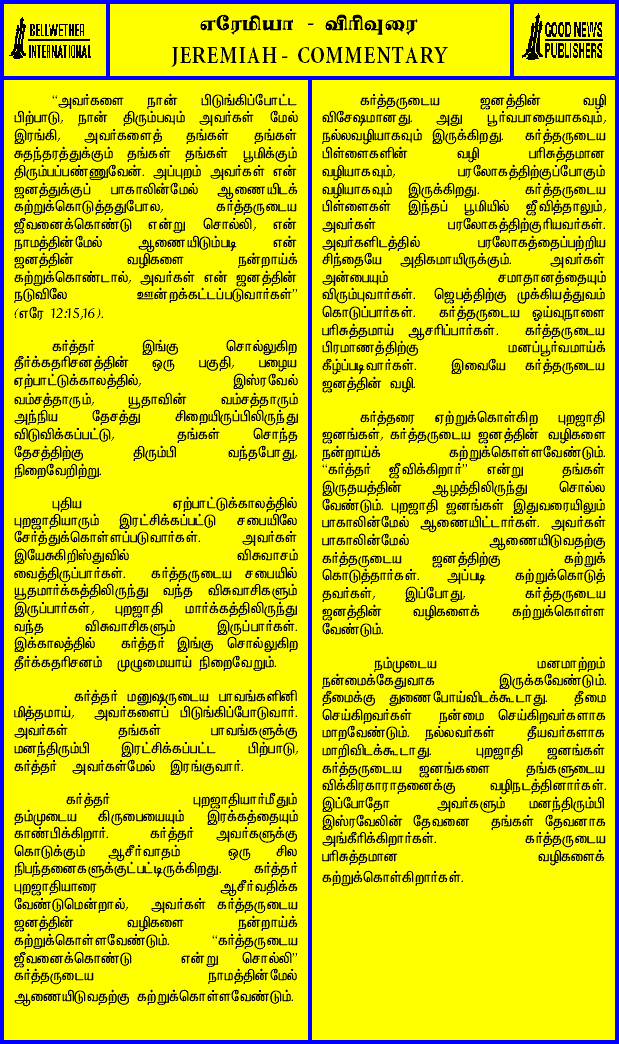 BELLWETHER
INTERNATIONAL
எரேமியா - விரிவுரை
JEREMIAH - COMMENTARY
GOOD NEWS
PUBLISHERS
“அவர்களை நான் பிடுங்கிப்போட்ட
பிற்பாடு, நான் திரும்பவும் அவர்கள் மேல்
இரங்கி, அவர்களைத் தங்கள் தங்கள்
சுதந்தரத்துக்கும் தங்கள் தங்கள் பூமிக்கும்
திரும்பப்பண்ணுவேன். அப்புறம் அவர்கள் என்
ஜனத்துக்குப் பாகாலின்மேல் ஆணையிடக்
கற்றுக்கொடுத்ததுபோல, கர்த்தருடைய
ஜீவனைக்கொண்டு என்று சொல்லி, என்
நாமத்தின்மேல் ஆணையிடும்படி என்
ஜனத்தின் வழிகளை நன்றாய்க்
கற்றுக்கொண்டால், அவர்கள் என் ஜனத்தின்
நடுவிலே ஊன்றக்கட்டப்படுவார்கள்”
(எரே 12:15,16).
கர்த்தர் இங்கு சொல்லுகிற
தீர்க்கதரிசனத்தின் ஒரு பகுதி, பழைய
ஏற்பாட்டுக்காலத்தில், இஸ்ரவேல்
வம்சத்தாரும், யூதாவின் வம்சத்தாரும்
அந்நிய தேசத்து சிறையிருப்பிலிருந்து
விடுவிக்கப்பட்டு, தங்கள் சொந்த
தேசத்திற்கு திரும்பி வந்தபோது,
நிறைவேறிற்று.
புதிய ஏற்பாட்டுக்காலத்தில்
புறஜாதியாரும் இரட்சிக்கப்பட்டு சபையிலே
சேர்த்துக்கொள்ளப்படுவார்கள். அவர்கள்
இயேசுகிறிஸ்துவில் விசுவாசம்
வைத்திருப்பார்கள். கர்த்தருடைய சபையில்
யூதமார்க்கத்திலிருந்து வந்த விசுவாசிகளும்
இருப்பார்கள், புறஜாதி மார்க்கத்திலிருந்து
வந்த விசுவாசிகளும் இருப்பார்கள்.
இக்காலத்தில் கர்த்தர் இங்கு சொல்லுகிற
தீர்க்கதரிசனம் முழுமையாய் நிறைவேறும்.
கர்த்தர் மனுஷருடைய பாவங்களினி
மித்தமாய், அவர்களைப் பிடுங்கிப்போடுவார்.
அவர்கள் தங்கள் பாவங்களுக்கு
மனந்திரும்பி இரட்சிக்கப்பட்ட பிற்பாடு,
கர்த்தர் அவர்கள்மேல் இரங்குவார்.
கர்த்தர் புறஜாதியார்மீதும்
தம்முடைய கிருபையையும் இரக்கத்தையும்
காண்பிக்கிறார். கர்த்தர் அவர்களுக்கு
கொடுக்கும் ஆசீர்வாதம் ஒரு சில
நிபந்தனைகளுக்குட்பட்டிருக்கிறது. கர்த்தர்
புறஜாதியாரை ஆசீர்வதிக்க
வேண்டுமென்றால், அவர்கள் கர்த்தருடைய
ஜனத்தின் வழிகளை நன்றாய்க்
கற்றுக்கொள்ளவேண்டும். “கர்த்தருடைய
ஜீவனைக்கொண்டு என்று சொல்லி”
கர்த்தருடைய நாமத்தின்மேல்
ஆணையிடுவதற்கு கற்றுக்கொள்ளவேண்டும்.
கர்த்தருடைய ஜனத்தின் வழி
விசேஷமானது. அது பூர்வபாதையாகவும்,
நல்லவழியாகவும் இருக்கிறது. கர்த்தருடைய
பிள்ளைகளின் வழி பரிசுத்தமான
வழியாகவும், பரலோகத்திற்குப்போகும்
வழியாகவும் இருக்கிறது. கர்த்தருடைய
பிள்ளைகள் இந்தப் பூமியில் ஜீவித்தாலும்,
அவர்கள் பரலோகத்திற்குரியவர்கள்.
அவர்களிடத்தில் பரலோகத்தைப்பற்றிய
சிந்தையே அதிகமாயிருக்கும். அவர்கள்
அன்பையும் சமாதானத்தையும்
விரும்புவார்கள். ஜெபத்திற்கு முக்கியத்துவம்
கொடுப்பார்கள். கர்த்தருடைய ஓய்வுநாளை
பரிசுத்தமாய் ஆசரிப்பார்கள். கர்த்தருடைய
பிரமாணத்திற்கு மனப்பூர்வமாய்க்
கீழ்ப்படிவார்கள். இவையே கர்த்தருடைய
ஜனத்தின் வழி.
கர்த்தரை ஏற்றுக்கொள்கிற புறஜாதி
ஜனங்கள், கர்த்தருடைய ஜனத்தின் வழிகளை
நன்றாய்க் கற்றுக்கொள்ளவேண்டும்.
“கர்த்தர் ஜீவிக்கிறார்” என்று தங்கள்
இருதயத்தின் ஆழத்திலிருந்து சொல்ல
வேண்டும். புறஜாதி ஜனங்கள் இதுவரையிலும்
பாகாலின்மேல் ஆணையிட்டார்கள். அவர்கள்
பாகாலின்மேல் ஆணையிடுவதற்கு
கர்த்தருடைய ஜனத்திற்கு கற்றுக்
கொடுத்தார்கள். அப்படி கற்றுக்கொடுத்
தவர்கள், இப்போது, கர்த்தருடைய
ஜனத்தின் வழிகளைக் கற்றுக்கொள்ள
வேண்டும்.
நம்முடைய மனமாற்றம்
நன்மைக்கேதுவாக இருக்கவேண்டும்.
தீமைக்கு துணைபோய்விடக்கூடாது. தீமை
செய்கிறவர்கள் நன்மை செய்கிறவர்களாக
மாறவேண்டும். நல்லவர்கள் தீயவர்களாக
மாறிவிடக்கூடாது. புறஜாதி ஜனங்கள்
கர்த்தருடைய ஜனங்களை தங்களுடைய
விக்கிரகாராதனைக்கு வழிநடத்தினார்கள்.
இப்போதோ அவர்களும் மனந்திரும்பி
இஸ்ரவேலின் தேவனை தங்கள் தேவனாக
அங்கீரிக்கிறார்கள். கர்த்தருடைய
பரிசுத்தமான வழிகளைக்
கற்றுக்கொள்கிறார்கள்.